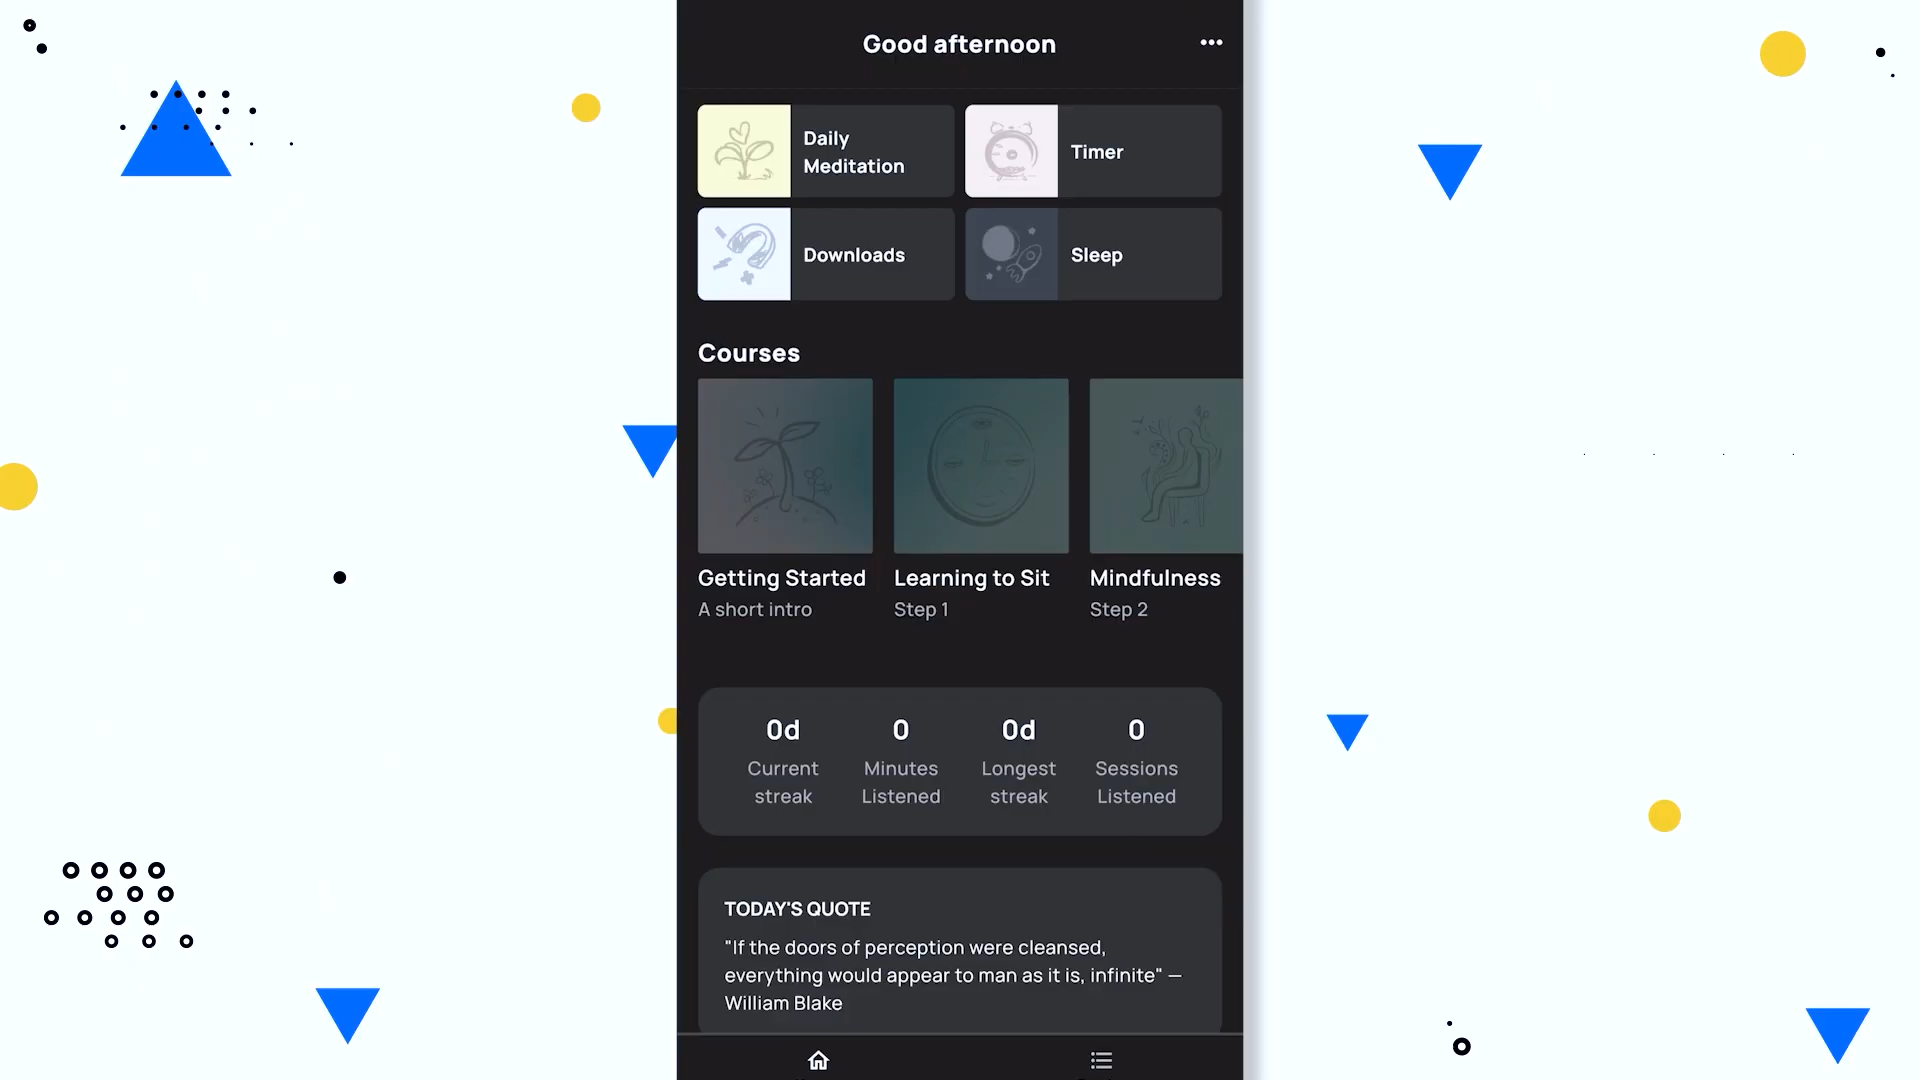 Good afternoon
Daily
Meditation
Timer
Downloads
Sleep
Courses
Getting Started
A short intro
Learning to Sit
Step 1
Mindfulness
Step 2
0d
Current
streak
0
Minutes
Listened
0d
Longest
streak
0
Sessions
Listened
TODAY'S QUOTE
"If the doors of perception were cleansed,
everything would appear to man as it is, infinite" —
William Blake